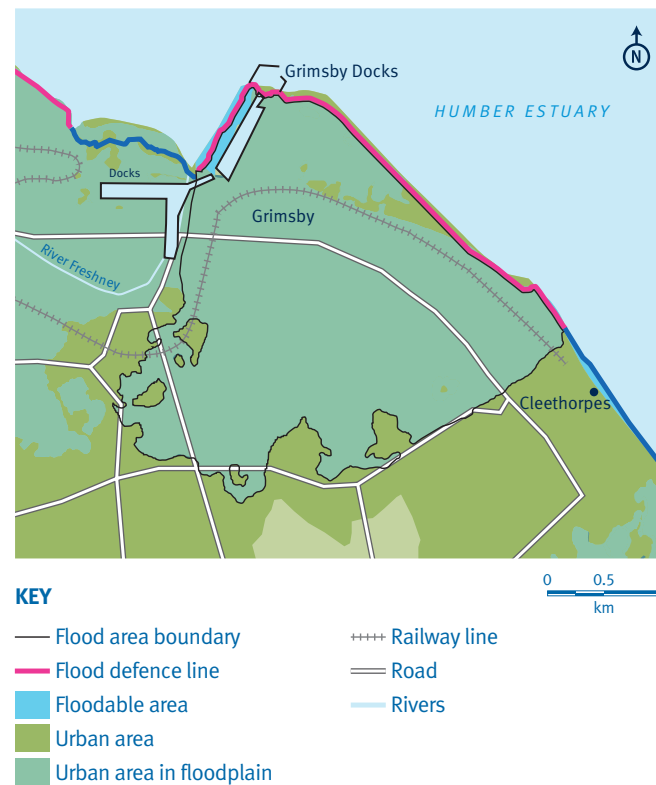 Grimsby Docks
N
HUMBER ESTUARY
Docks
Grimsby
River Freshney
Cleethorpes
KEY
0 0.5
km
Flood area boundary
Flood defence line
Floodable area
Urban area
Urban area in floodplain
Railway line
Road
Rivers